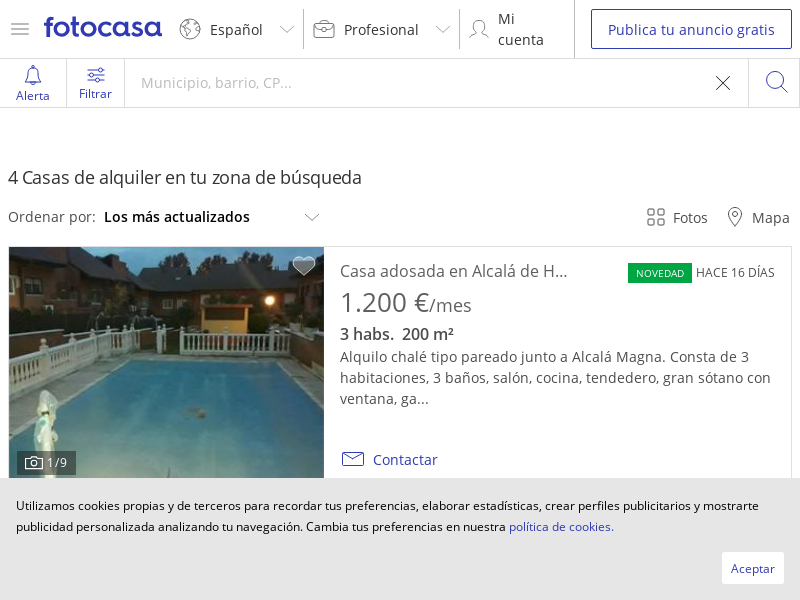 fotocasa
Español
Profesional
Mi cuenta
Publica tu anuncio gratis
Alerta
Filtrar
Municipio, barrio, CP...
4 Casas de alquiler en tu zona de búsqueda
Ordenar por: Los más actualizados
Fotos
Mapa
Casa adosada en Alcalá de H...
NOVEDAD HACE 16 DÍAS
1.200 €/mes
3 habs. 200 m²
Alquilo chalé tipo pareado junto a Alcalá Magna. Consta de 3
habitaciones, 3 baños, salón, cocina, tendedero, gran sótano con
ventana, ga...
1/9
Contactar
Utilizamos cookies propias y de terceros para recordar tus preferencias, elaborar estadísticas, crear perfiles publicitarios y mostrarte
publicidad personalizada analizando tu navegación. Cambia tus preferencias en nuestra política de cookies.
Aceptar